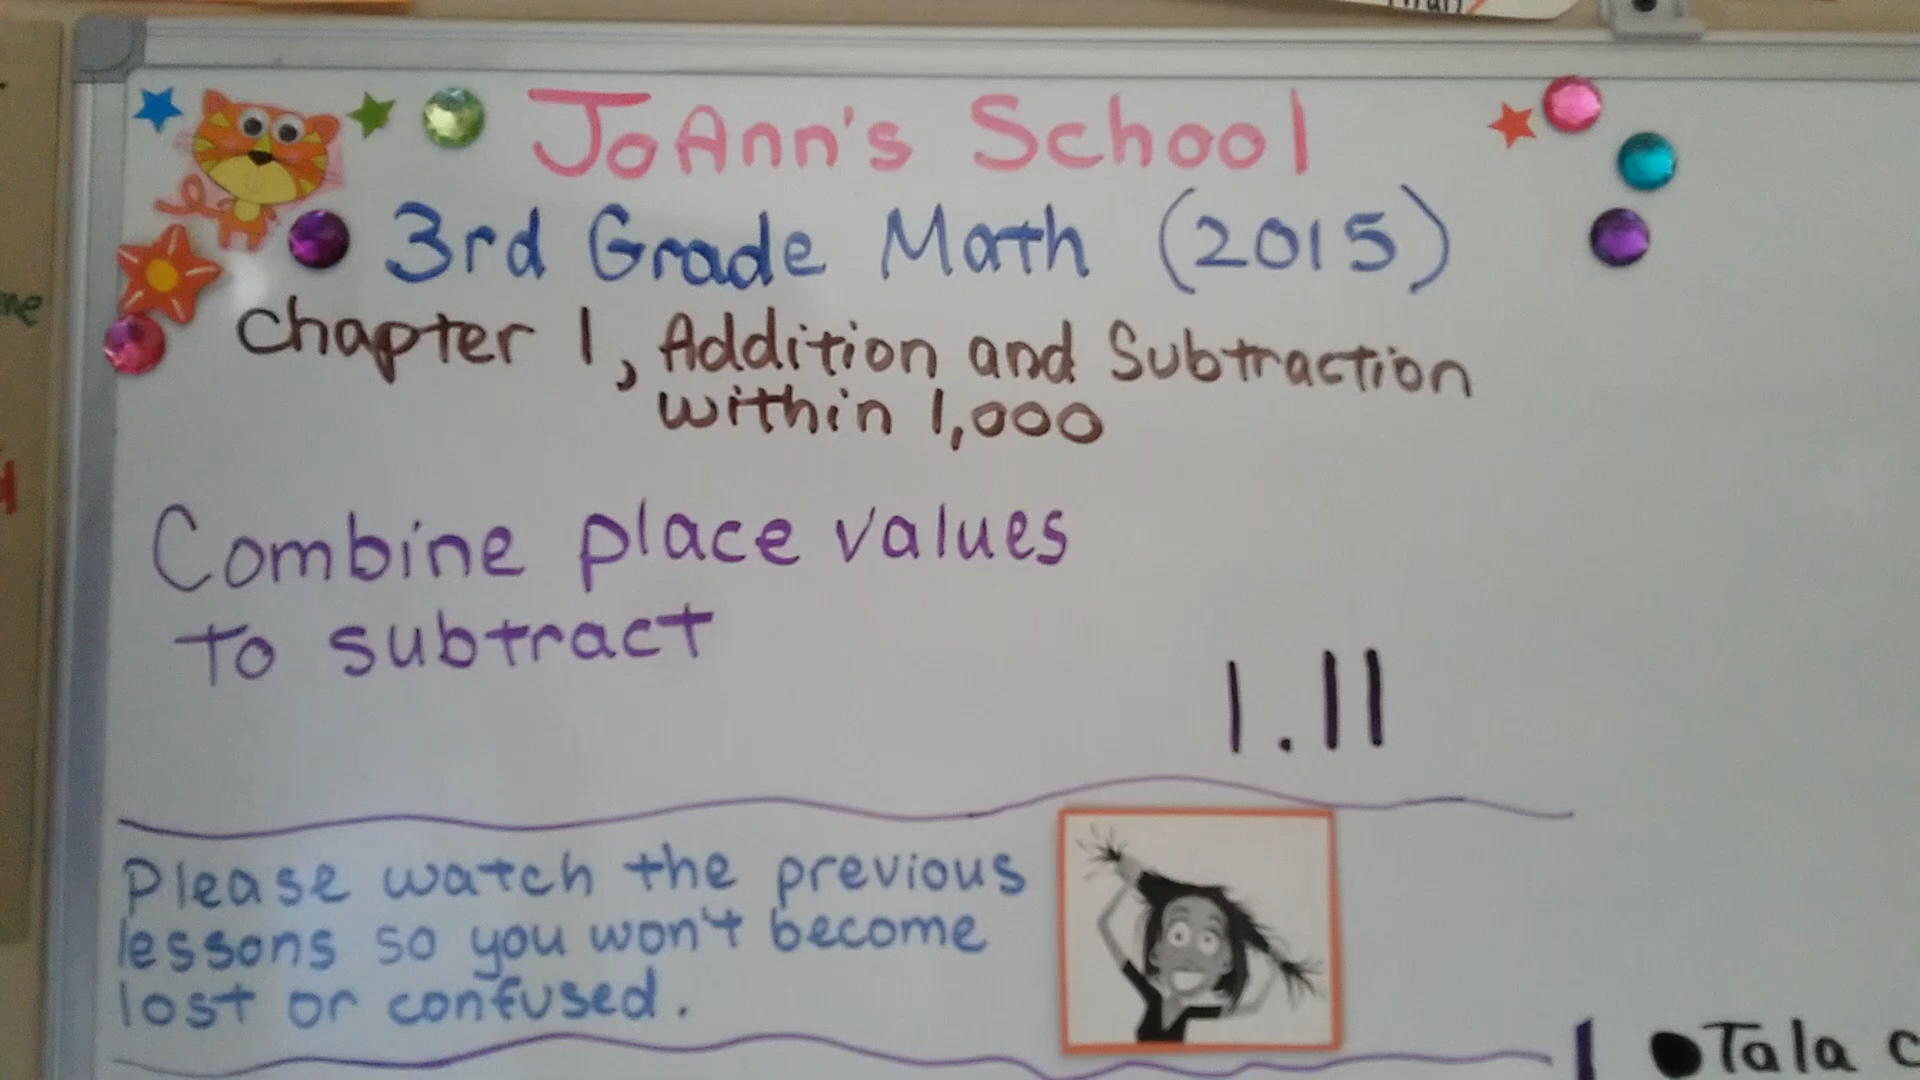 JoAnn's School
3rd Grade Math (2015)
Chapter 1, Addition and Subtraction
within 1,000
Combine place values
to subtract
1.11
Please watch the previous
lessons so you won't become
lost or confused.
Tala